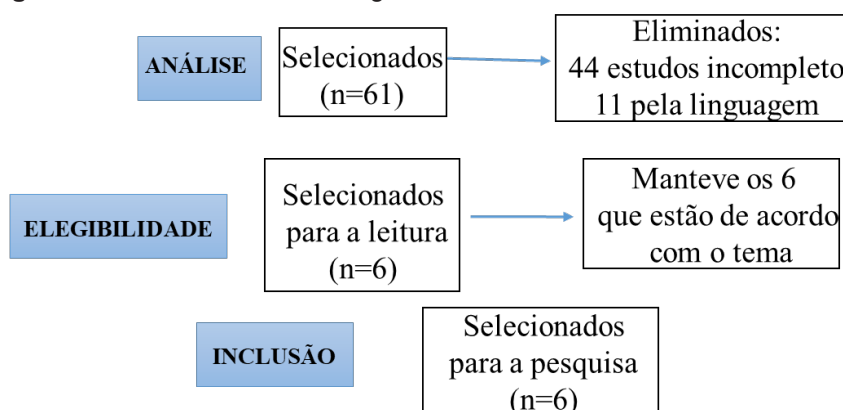 ANÁLISE
Selecionados
(n=61)
Eliminados:
44 estudos incompleto
11 pela linguagem
ELEGIBILIDADE
Selecionados
para a leitura
(n=6)
Manteve os 6
que estão de acordo
com o tema
INCLUSÃO
Selecionados
para a pesquisa
(n=6)